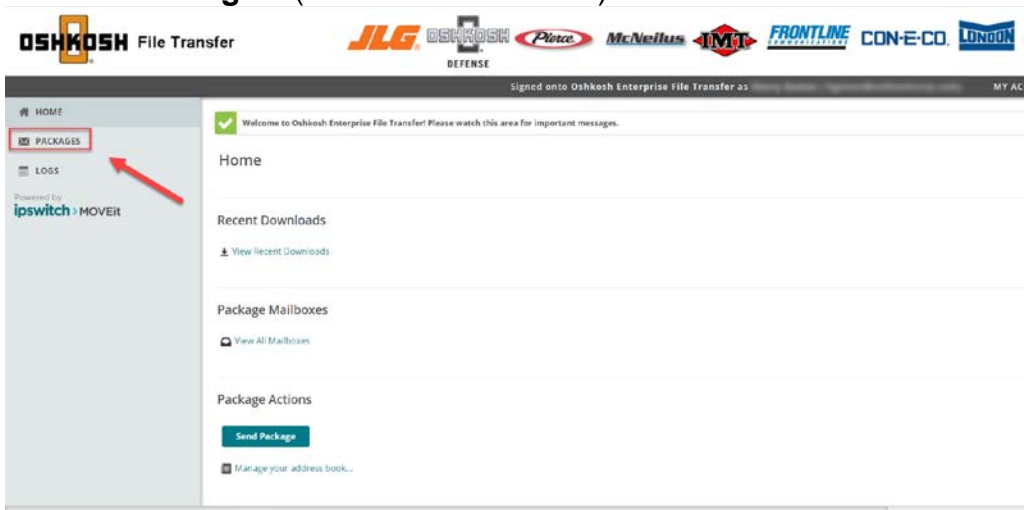 OSHKOSH File Transfer
JLG OSHKOSH DEFENSE Pierce McNeilus IMT FRONTLINE COMMUNICATIONS CON-E-CO. LONDON
Signed onto Oshkosh Enterprise File Transfer as
MY AC
HOME
PACKAGES
LOGS
Powered by
ipswitch MOVEit
Welcome to Oshkosh Enterprise File Transfer! Please watch this area for important messages.
Home
Recent Downloads
View Recent Downloads
Package Mailboxes
View All Mailboxes
Package Actions
Send Package
Manage your address book...